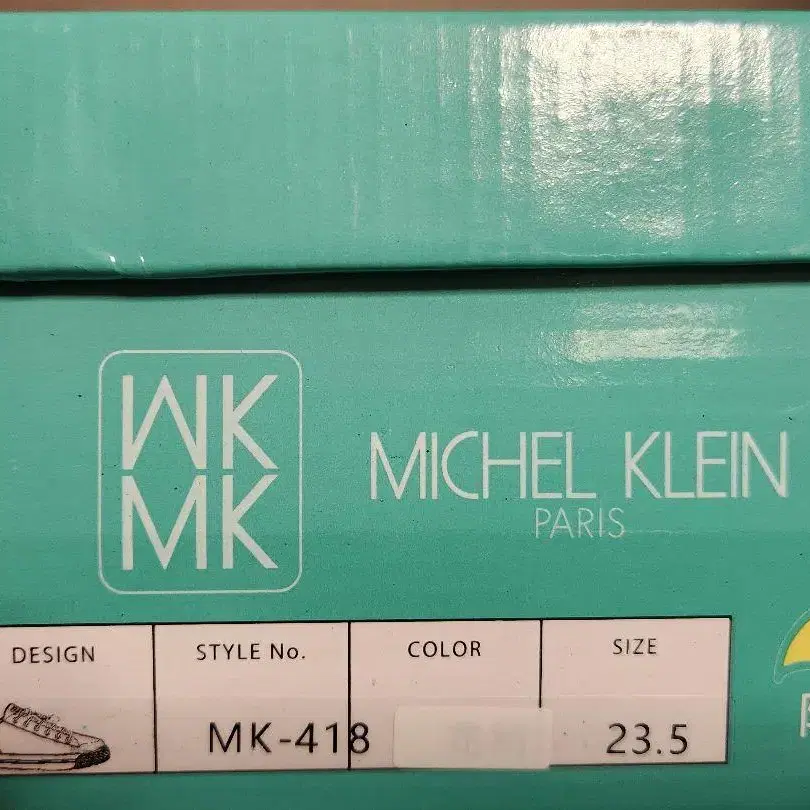 MK
MK
MICHEL KLEIN
PARIS
DESIGN STYLE No. COLOR SIZE
MK-418 23.5